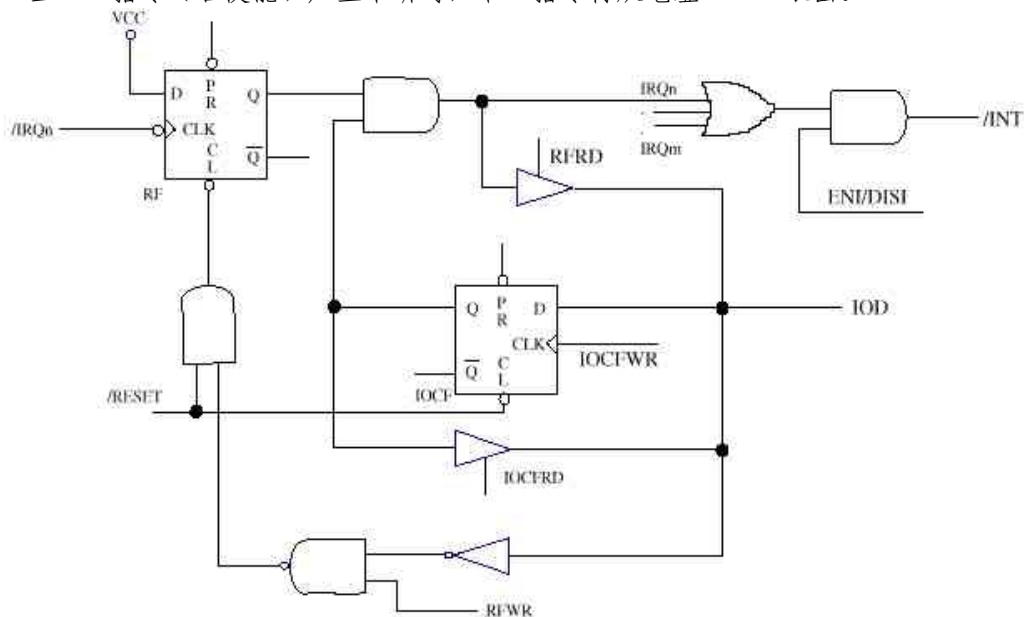 VCC
D
P
R
Q
/IRQn
CLK
C
L
Q
RF
IRQn
IRQm
RFRD
/INT
ENI/DISI
Q
P
R
D
IOD
CLK
IOCFWR
Q
C
L
IOCF
/RESET
IOCFRD
RFWR